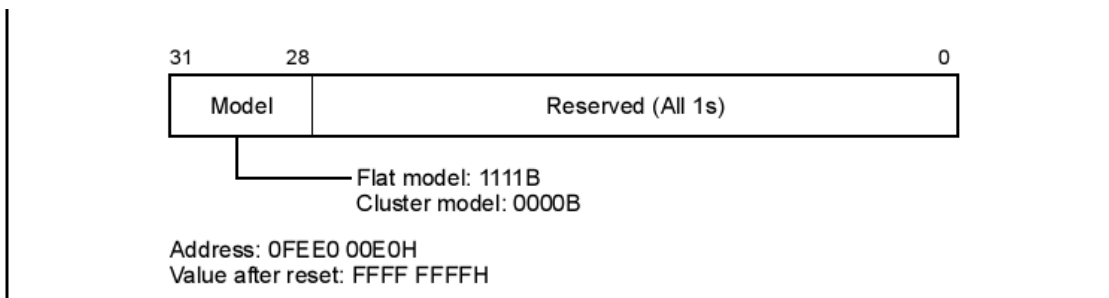 31 28 0
Model Reserved (All 1s)
Flat model: 1111B
Cluster model: 0000B
Address: 0FEE0 00E0H
Value after reset: FFFF FFFFH